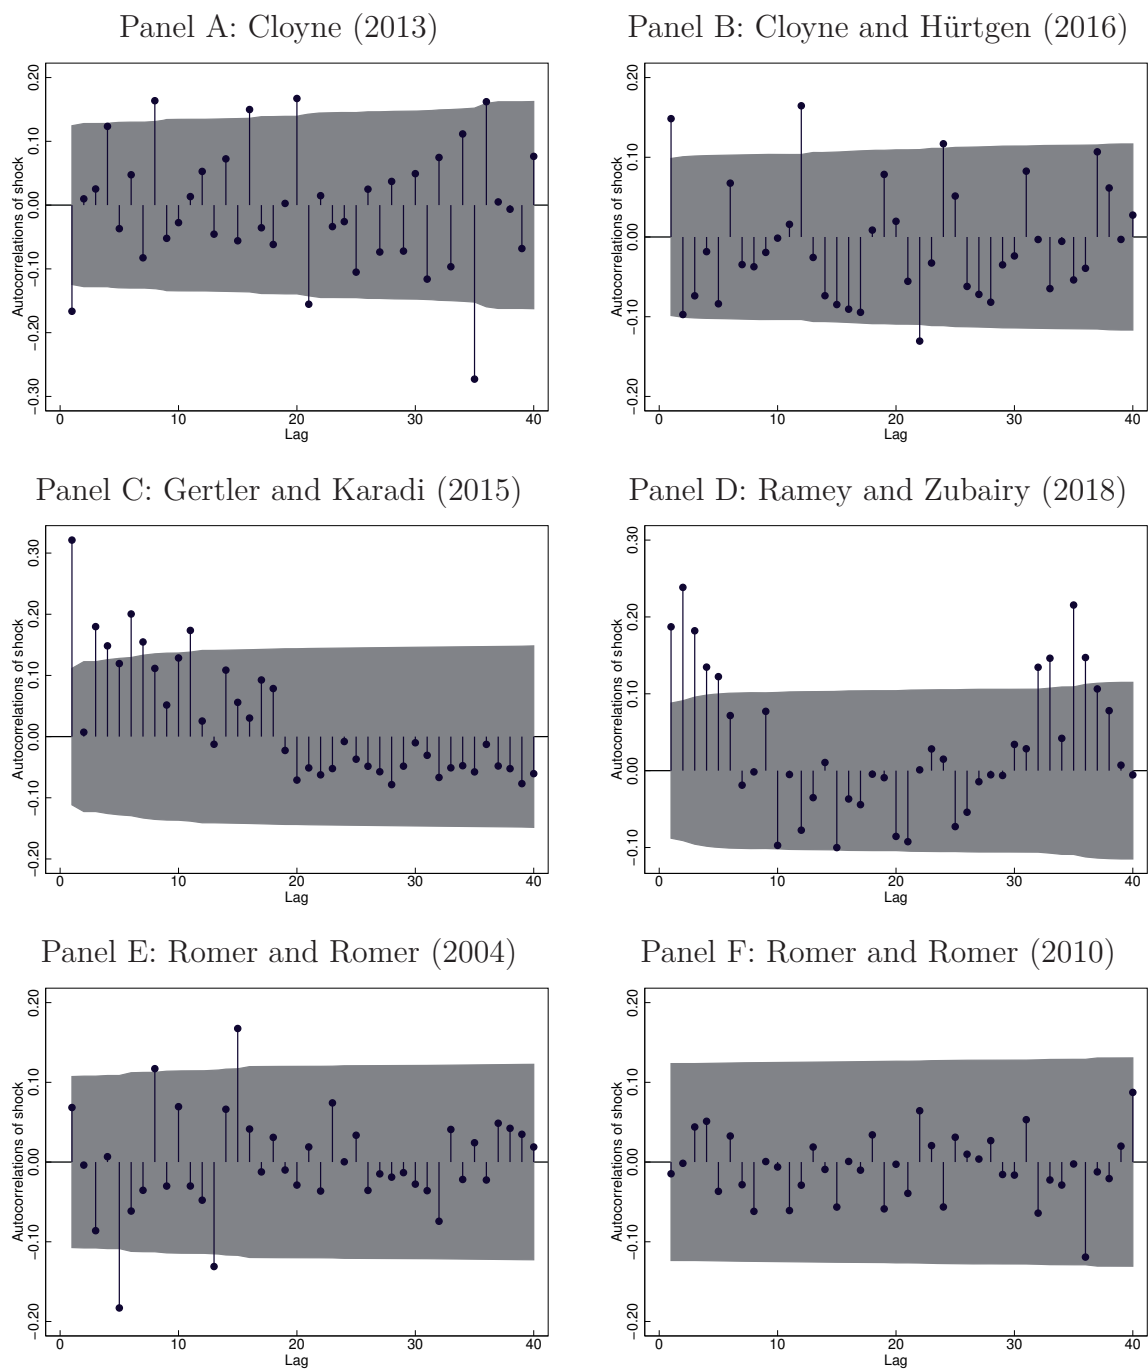 Panel A: Cloyne (2013)
Autocorrelations of shock
0.20
0.10
0.00
−0.10
−0.20
−0.30
0 10 20 30 40
Lag
Panel B: Cloyne and Hürtgen (2016)
Autocorrelations of shock
0.20
0.10
0.00
−0.10
−0.20
0 10 20 30 40
Lag
Panel C: Gertler and Karadi (2015)
Autocorrelations of shock
0.30
0.20
0.10
0.00
−0.10
−0.20
0 10 20 30 40
Lag
Panel D: Ramey and Zubairy (2018)
Autocorrelations of shock
0.30
0.20
0.10
0.00
−0.10
0 10 20 30 40
Lag
Panel E: Romer and Romer (2004)
Autocorrelations of shock
0.20
0.10
0.00
−0.10
−0.20
0 10 20 30 40
Lag
Panel F: Romer and Romer (2010)
Autocorrelations of shock
0.20
0.10
0.00
−0.10
−0.20
0 10 20 30 40
Lag